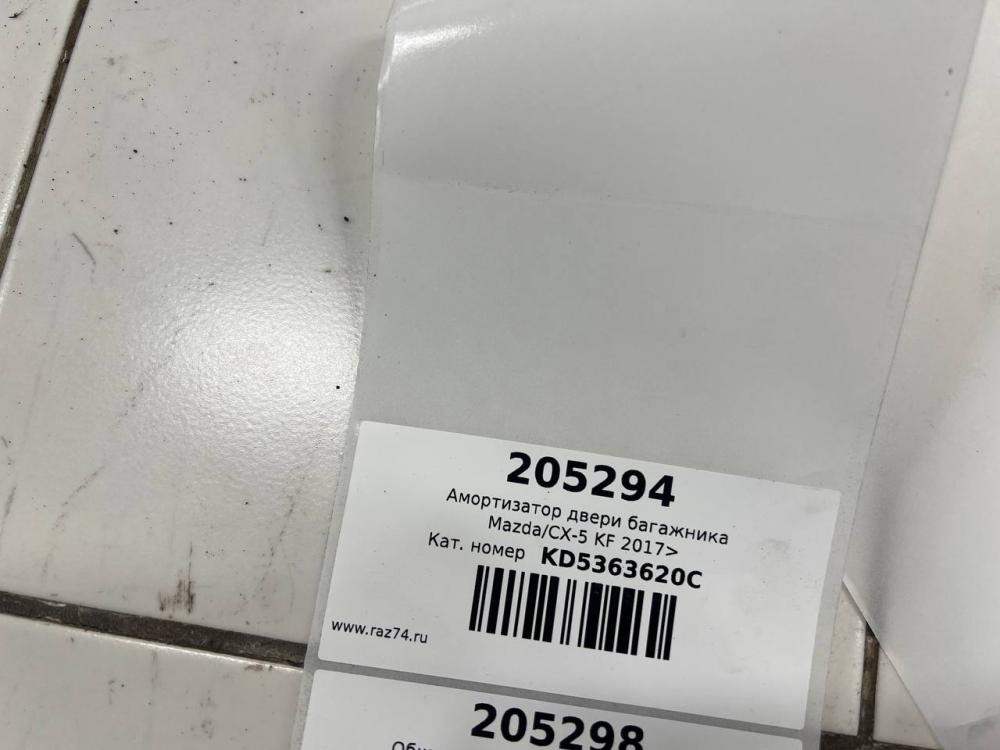 205294
Амортизатор двери багажника
Mazda/CX-5 KF 2017>
Кат. номер KD5363620C
www.raz74.ru
205298